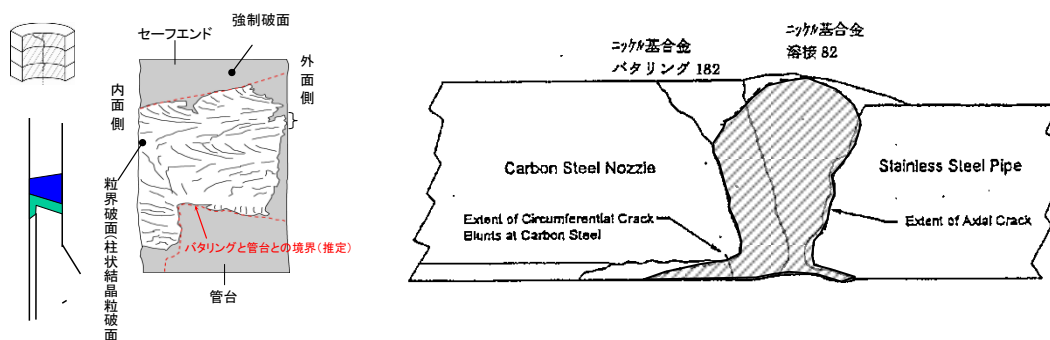 セーフエンド
強制破面
内面側
外面側
粒界破面(柱状結晶粒破面
バタリングと管台との境界(推定)
管台
ニッケル基合金
バタリング 182
ニッケル基合金
溶接 82
Carbon Steel Nozzle
Stainless Steel Pipe
Extent of Circumferential Crack
Blunts at Carbon Steel
Extent of Axial Crack